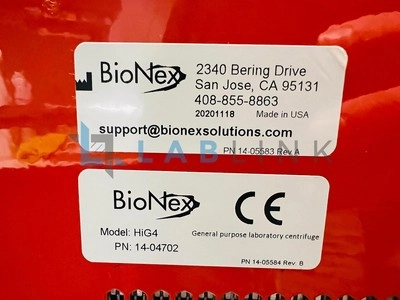 BioNex
2340 Bering Drive
San Jose, CA 95131
408-855-8863
20201118 Made in USA
support@bionexsolutions.com
PN 14-05583 Rev A
LABLINK
BioNex
CE
Model: HiG4
General purpose laboratory centrifuge
PN: 14-04702
PN 14-05584 Rev. B